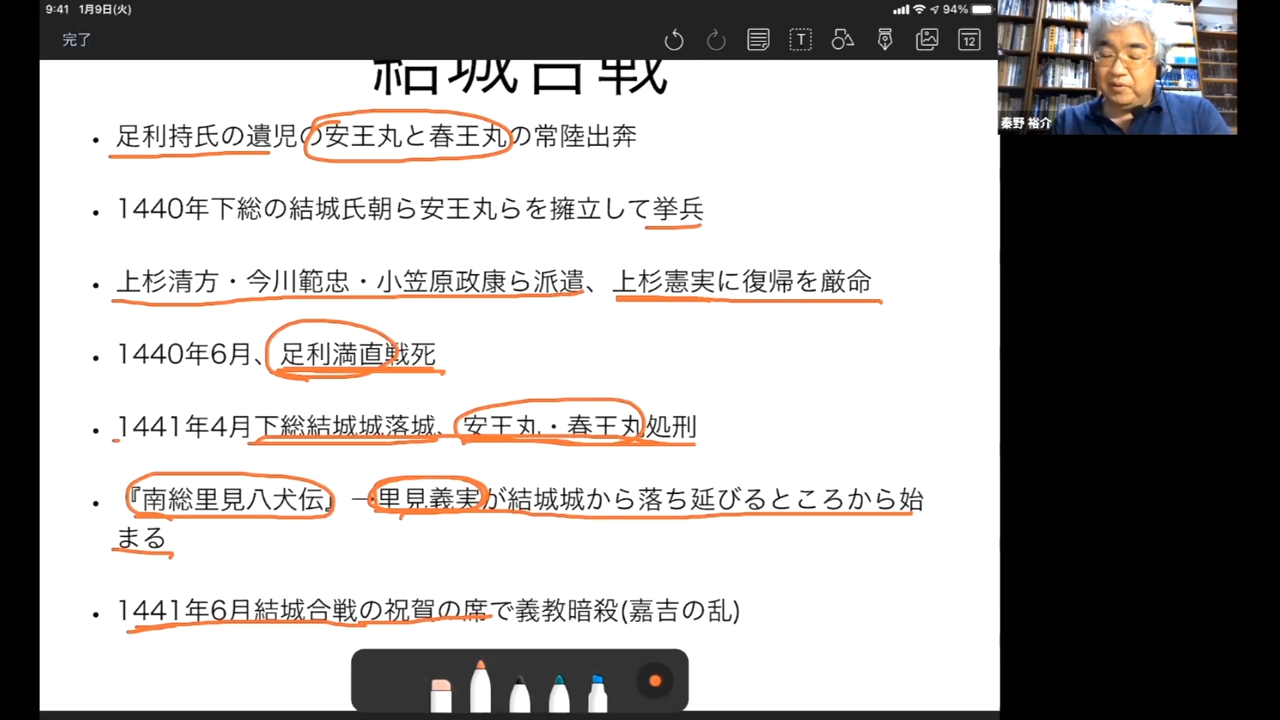 9:41 1月9日(火)
94%
完了
T
12
結城合戦
秦野 裕介
・足利持氏の遺児の安王丸と春王丸の常陸出奔
・1440年下総の結城氏朝ら安王丸らを擁立して挙兵
・上杉清方・今川範忠・小笠原政康ら派遣、上杉憲実に復帰を厳命
・1440年6月、足利満直戦死
・1441年4月下総結城城落城、安王丸・春王丸処刑
・『南総里見八犬伝』→里見義実が結城城から落ち延びるところから始
まる
・1441年6月結城合戦の祝賀の席で義教暗殺(嘉吉の乱)